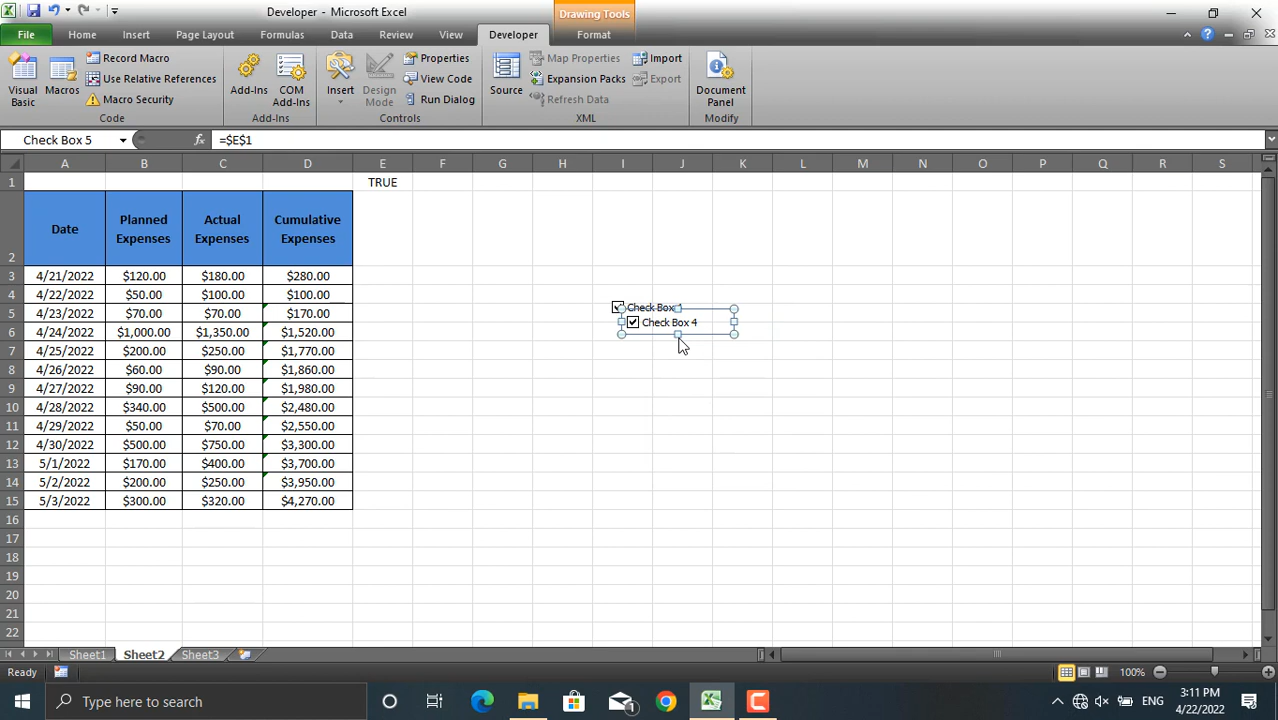 Developer - Microsoft Excel
Drawing Tools
File Home Insert Page Layout Formulas Data Review View Developer Format
Visual Basic
Macros
Record Macro
Use Relative References
Macro Security
Code
Add-Ins
COM Add-Ins
Add-Ins
Insert
Design Mode
Properties
View Code
Run Dialog
Controls
Source
Map Properties
Expansion Packs
Refresh Data
Import
Export
XML
Document Panel
Modify
Check Box 5 fx =$E$1
A B C D E F G H I J K L M N O P Q R S
1 TRUE
2 Date Planned Expenses Actual Expenses Cumulative Expenses
3 4/21/2022 $120.00 $180.00 $280.00
4 4/22/2022 $50.00 $100.00 $100.00
Check Box
5 4/23/2022 $70.00 $70.00 $170.00
Check Box 4
6 4/24/2022 $1,000.00 $1,350.00 $1,520.00
7 4/25/2022 $200.00 $250.00 $1,770.00
8 4/26/2022 $60.00 $90.00 $1,860.00
9 4/27/2022 $90.00 $120.00 $1,980.00
10 4/28/2022 $340.00 $500.00 $2,480.00
11 4/29/2022 $50.00 $70.00 $2,550.00
12 4/30/2022 $500.00 $750.00 $3,300.00
13 5/1/2022 $170.00 $400.00 $3,700.00
14 5/2/2022 $200.00 $250.00 $3,950.00
15 5/3/2022 $300.00 $320.00 $4,270.00
16
17
18
19
20
21
22
Sheet1 Sheet2 Sheet3
Ready 100%
Type here to search 1 ENG 3:11 PM
4/22/2022